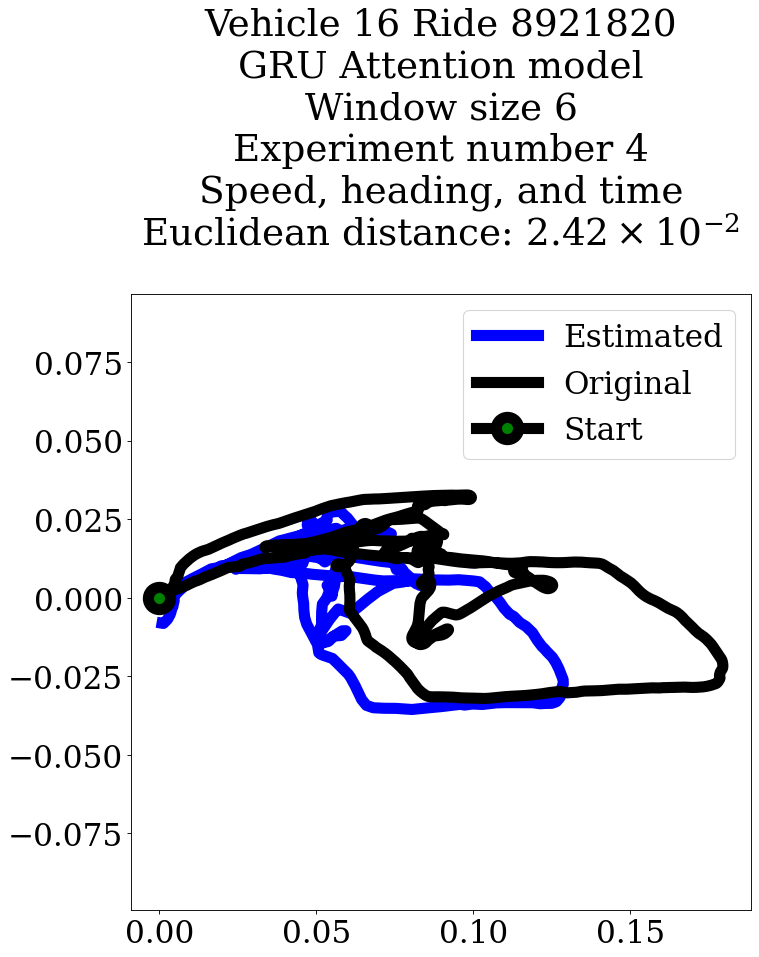 Vehicle 16 Ride 8921820
GRU Attention model
Window size 6
Experiment number 4
Speed, heading, and time
Euclidean distance: 2.42 × 10⁻²
Estimated
Original
Start
0.075
0.050
0.025
0.000
−0.025
−0.050
−0.075
0.00 0.05 0.10 0.15